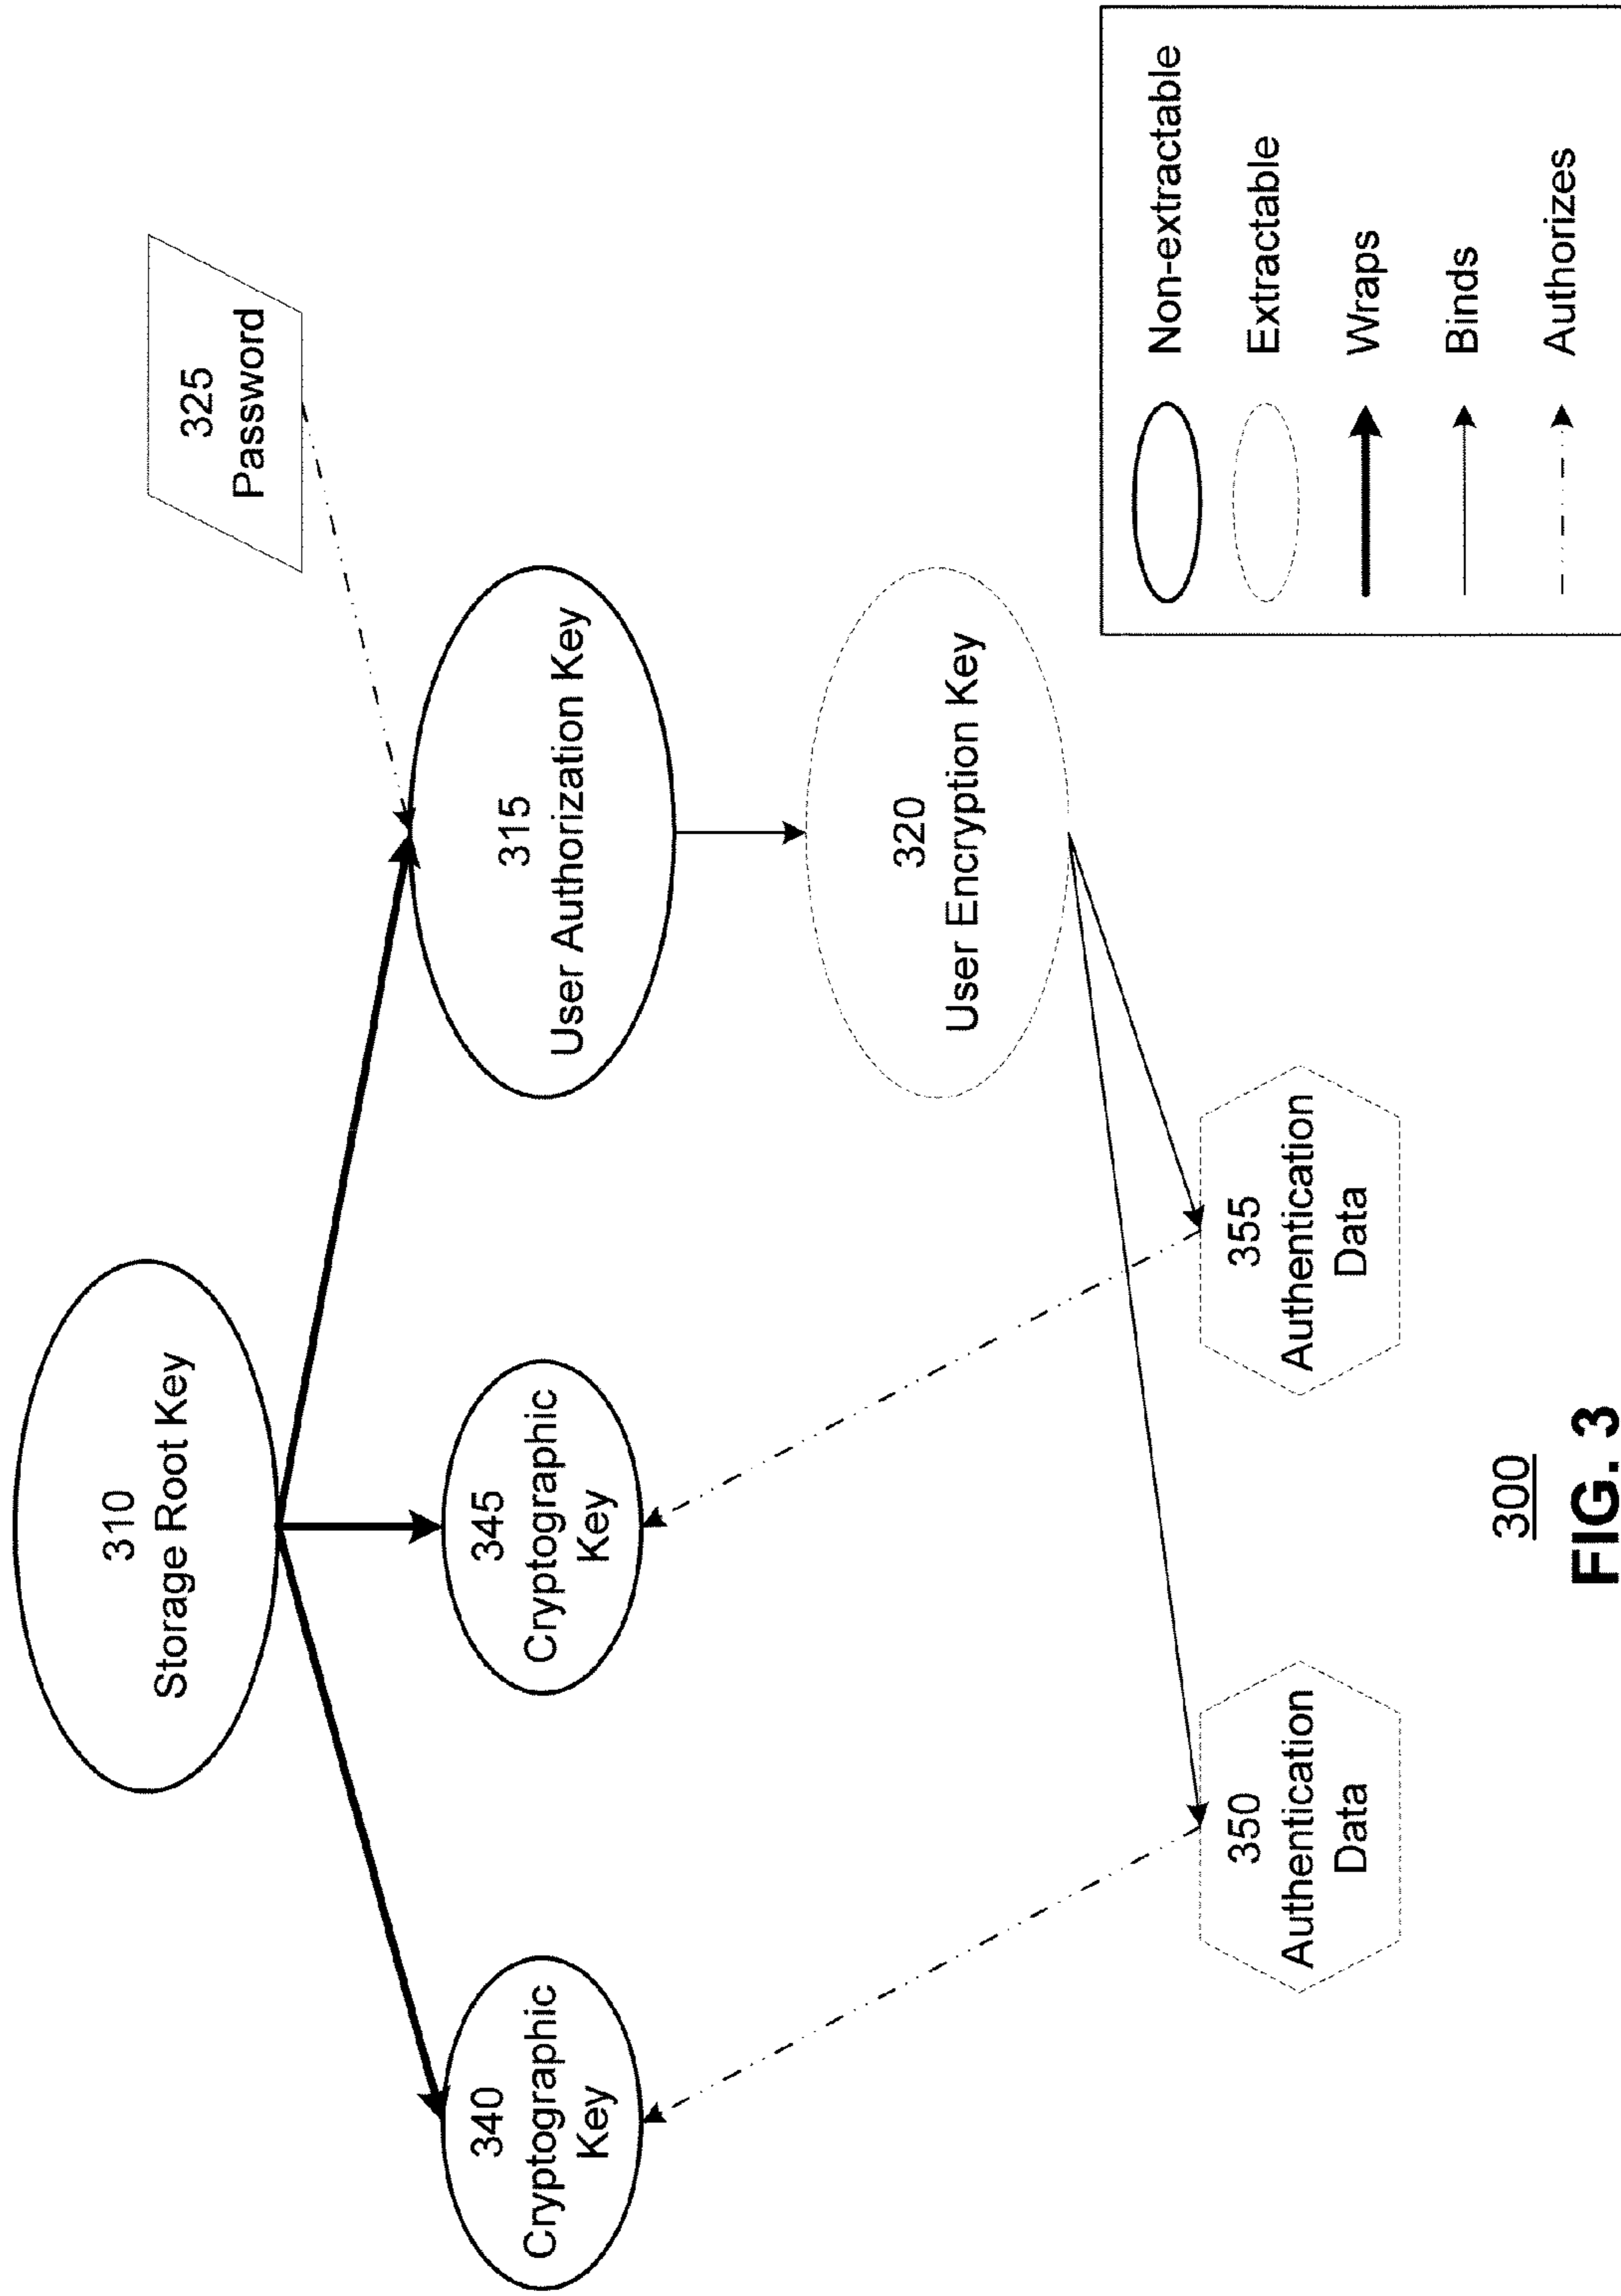 310
Storage Root Key
325
Password
340
Cryptographic
Key
345
Cryptographic
Key
315
User Authorization Key
320
User Encryption Key
350
Authentication
Data
355
Authentication
Data
Non-extractable
Extractable
Wraps
Binds
Authorizes
300
FIG. 3